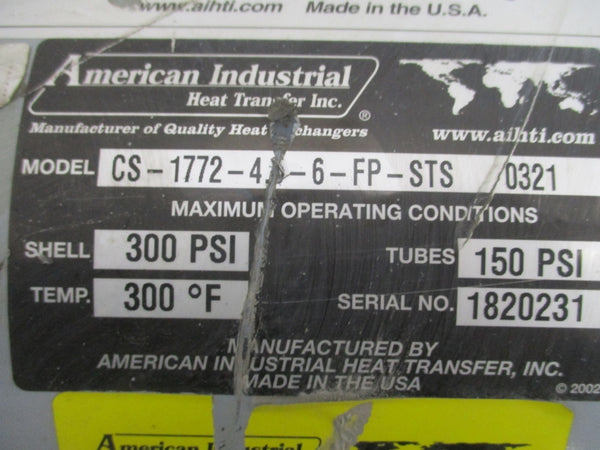 www.aihti.com Made in the U.S.A.
American Industrial
Heat Transfer Inc.
®
Manufacturer of Quality Heat Exchangers
www.aihti.com
MODEL CS-1772-4. -6-FP-STS 0321
MAXIMUM OPERATING CONDITIONS
SHELL 300 PSI TUBES 150 PSI
TEMP. 300 °F SERIAL NO. 1820231
MANUFACTURED BY
AMERICAN INDUSTRIAL HEAT TRANSFER, INC.
MADE IN THE USA
© 2002
American Industrial